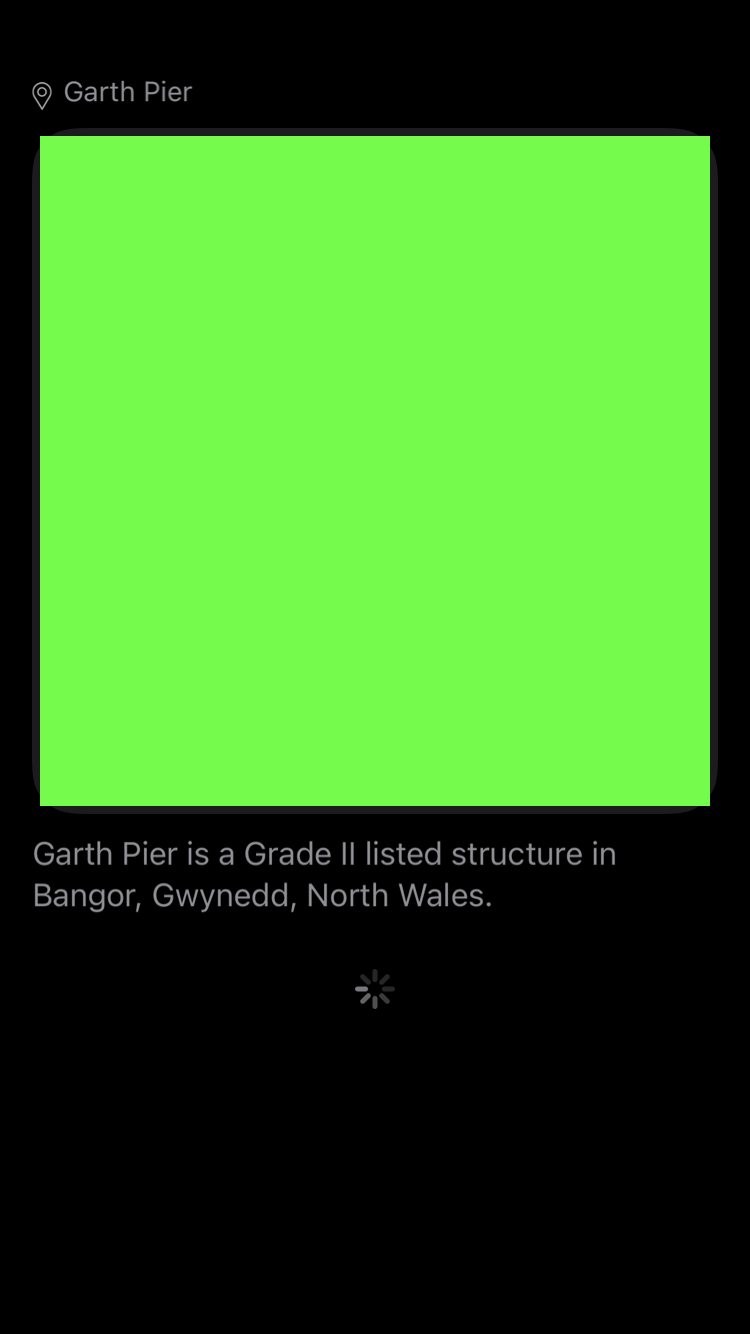 Garth Pier
Garth Pier is a Grade II listed structure in
Bangor, Gwynedd, North Wales.